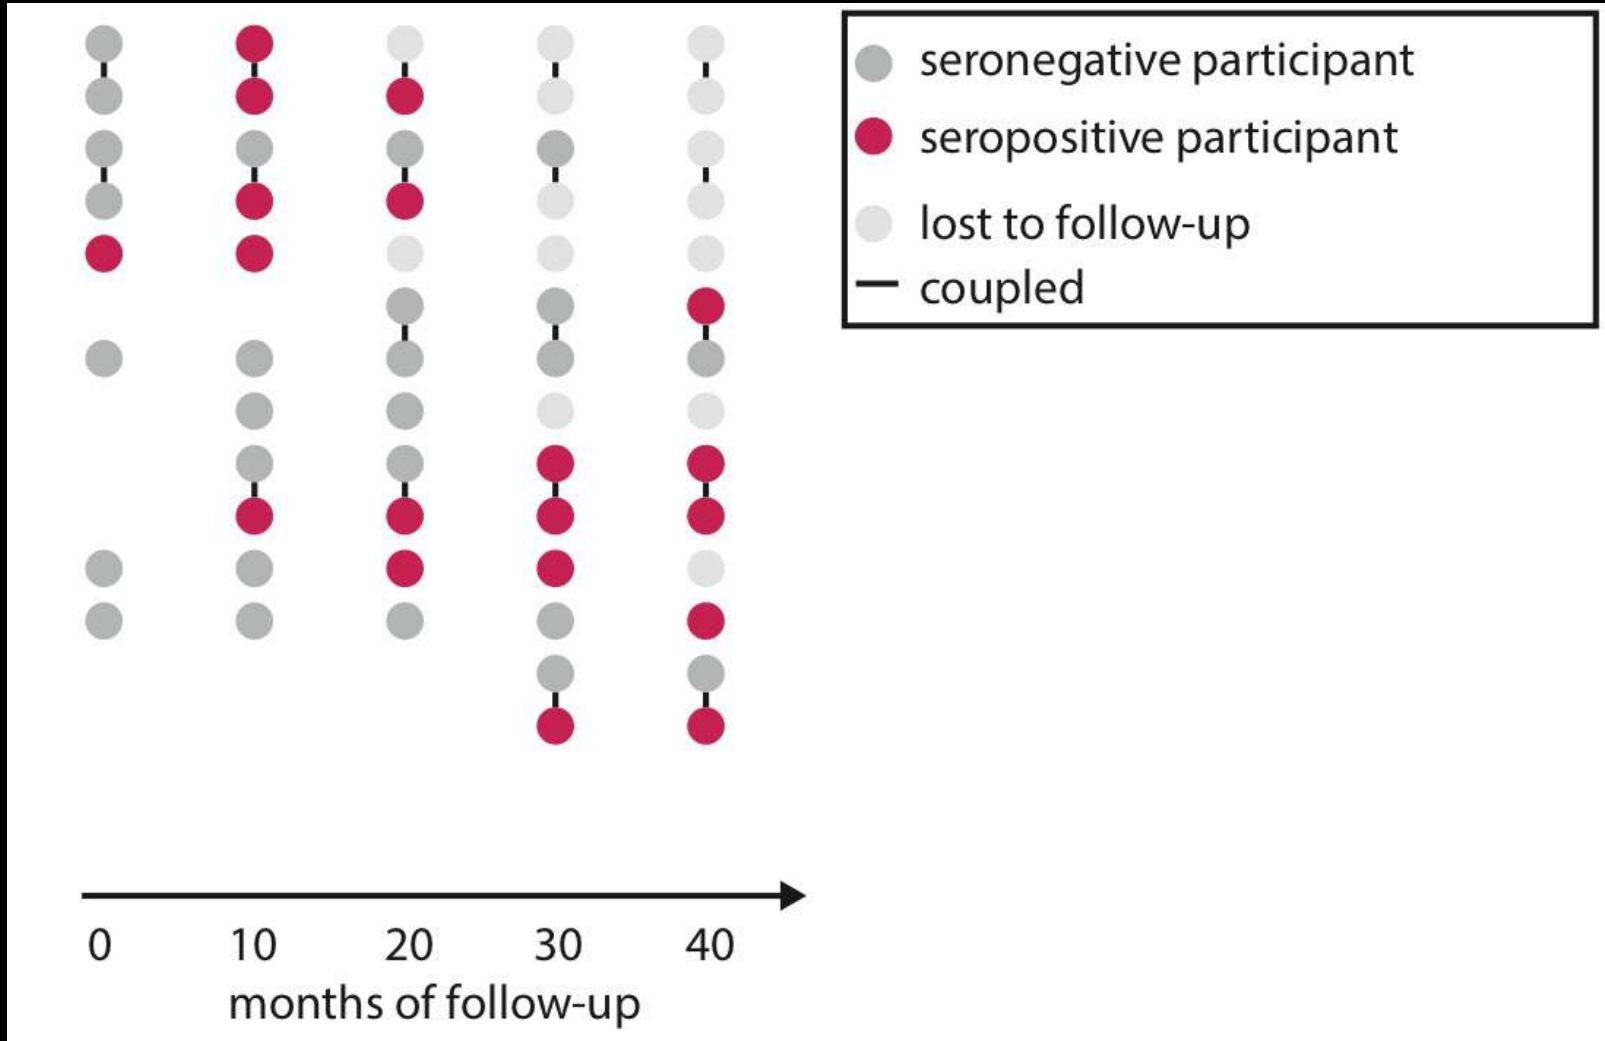 seronegative participant
seropositive participant
lost to follow-up
coupled
0 10 20 30 40
months of follow-up